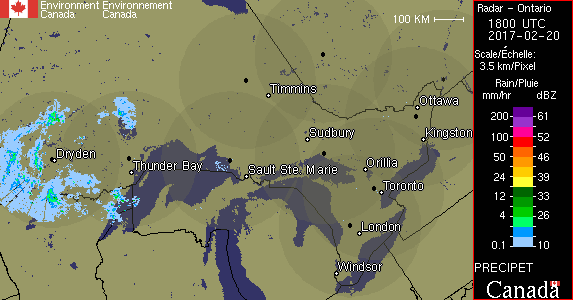 Environment Environnement
Canada Canada
100 KM
Timmins
Ottawa
Sudbury
Kingston
Dryden
Thunder Bay
Sault Ste. Marie
Orillia
Toronto
London
Windsor
Radar - Ontario
1800 UTC
2017-02-20
Scale/Échelle:
3.5 km/Pixel
Rain/Pluie
mm/hr dBZ
200 61
100 52
50 46
24 39
12 33
4 26
0.1 10
PRECIPET
Canada